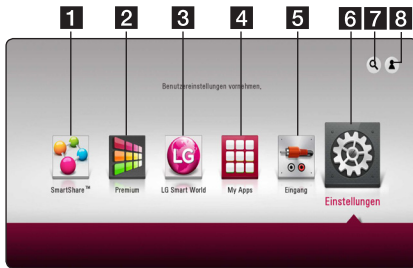 1 2 3 4 5 6 7 8
Benutzereinstellungen vornehmen.
LG
SmartShare™ Premium LG Smart World My Apps Eingang
Einstellungen